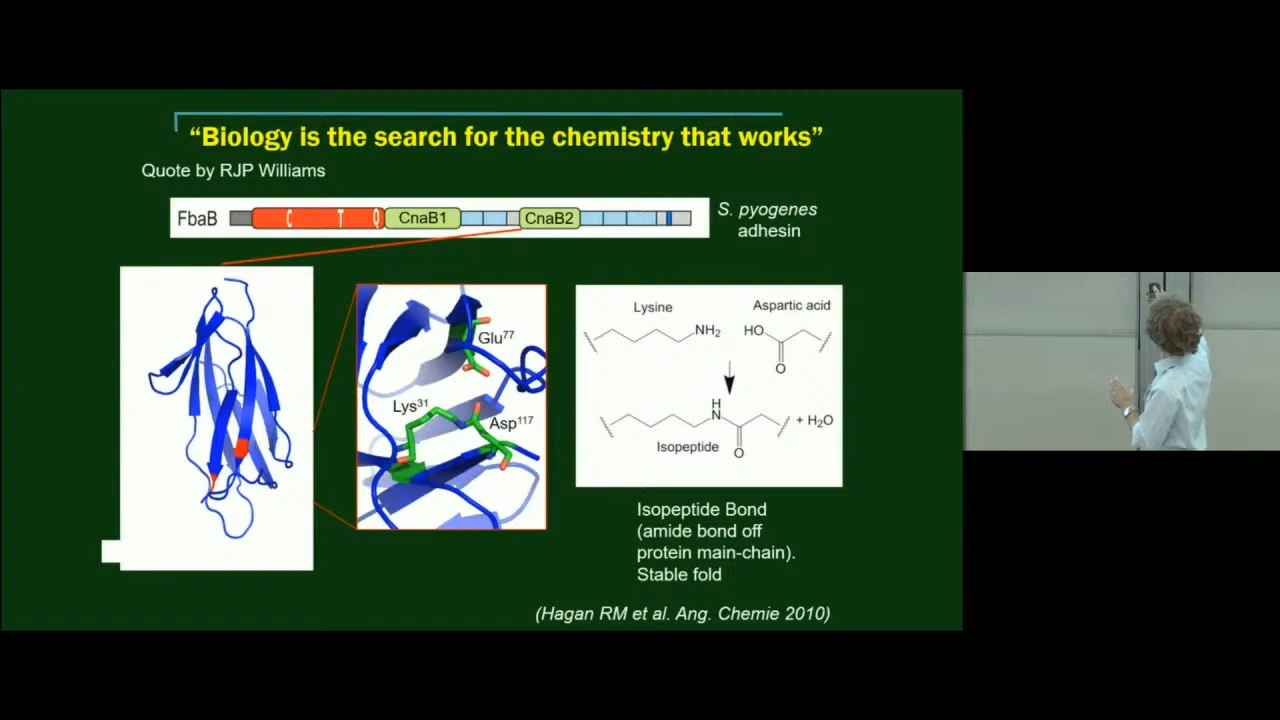 “Biology is the search for the chemistry that works”
Quote by RJP Williams
FbaB
C T Q CnaB1 CnaB2
S. pyogenes
adhesin
Glu77
Lys31
Asp117
Lysine Aspartic acid
NH2 HO
O
H
N
+ H2O
Isopeptide O
Isopeptide Bond
(amide bond off
protein main-chain).
Stable fold
(Hagan RM et al. Ang. Chemie 2010)